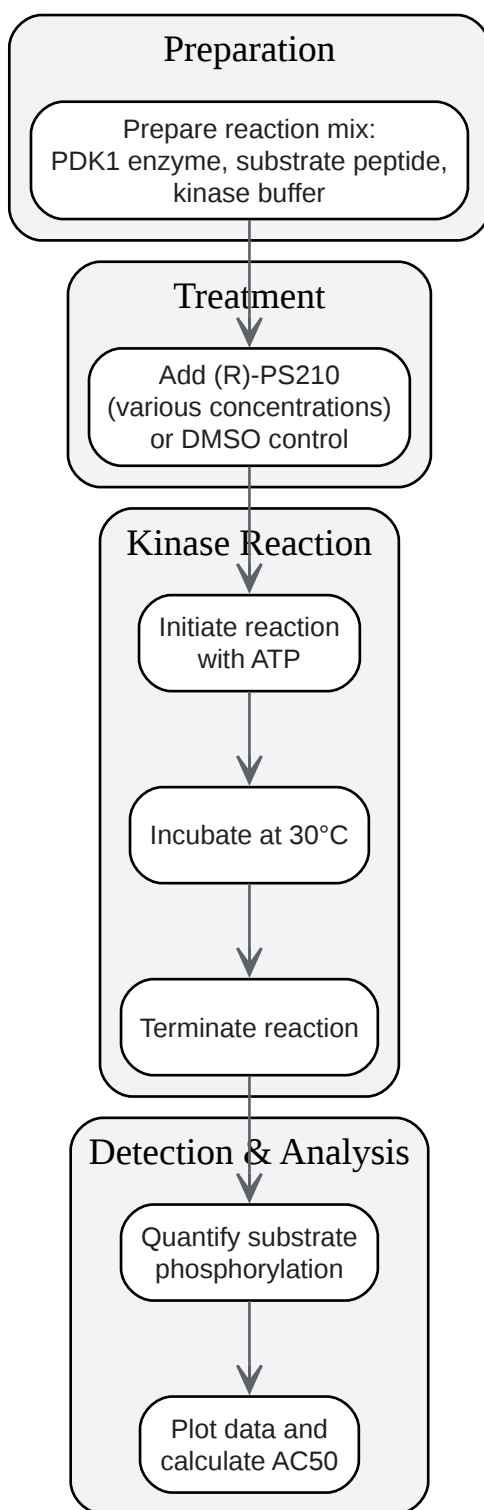 Preparation
Prepare reaction mix:
PDK1 enzyme, substrate peptide,
kinase buffer
Treatment
Add (R)-PS210
(various concentrations)
or DMSO control
Kinase Reaction
Initiate reaction
with ATP
Incubate at 30°C
Terminate reaction
Detection & Analysis
Quantify substrate
phosphorylation
Plot data and
calculate AC50